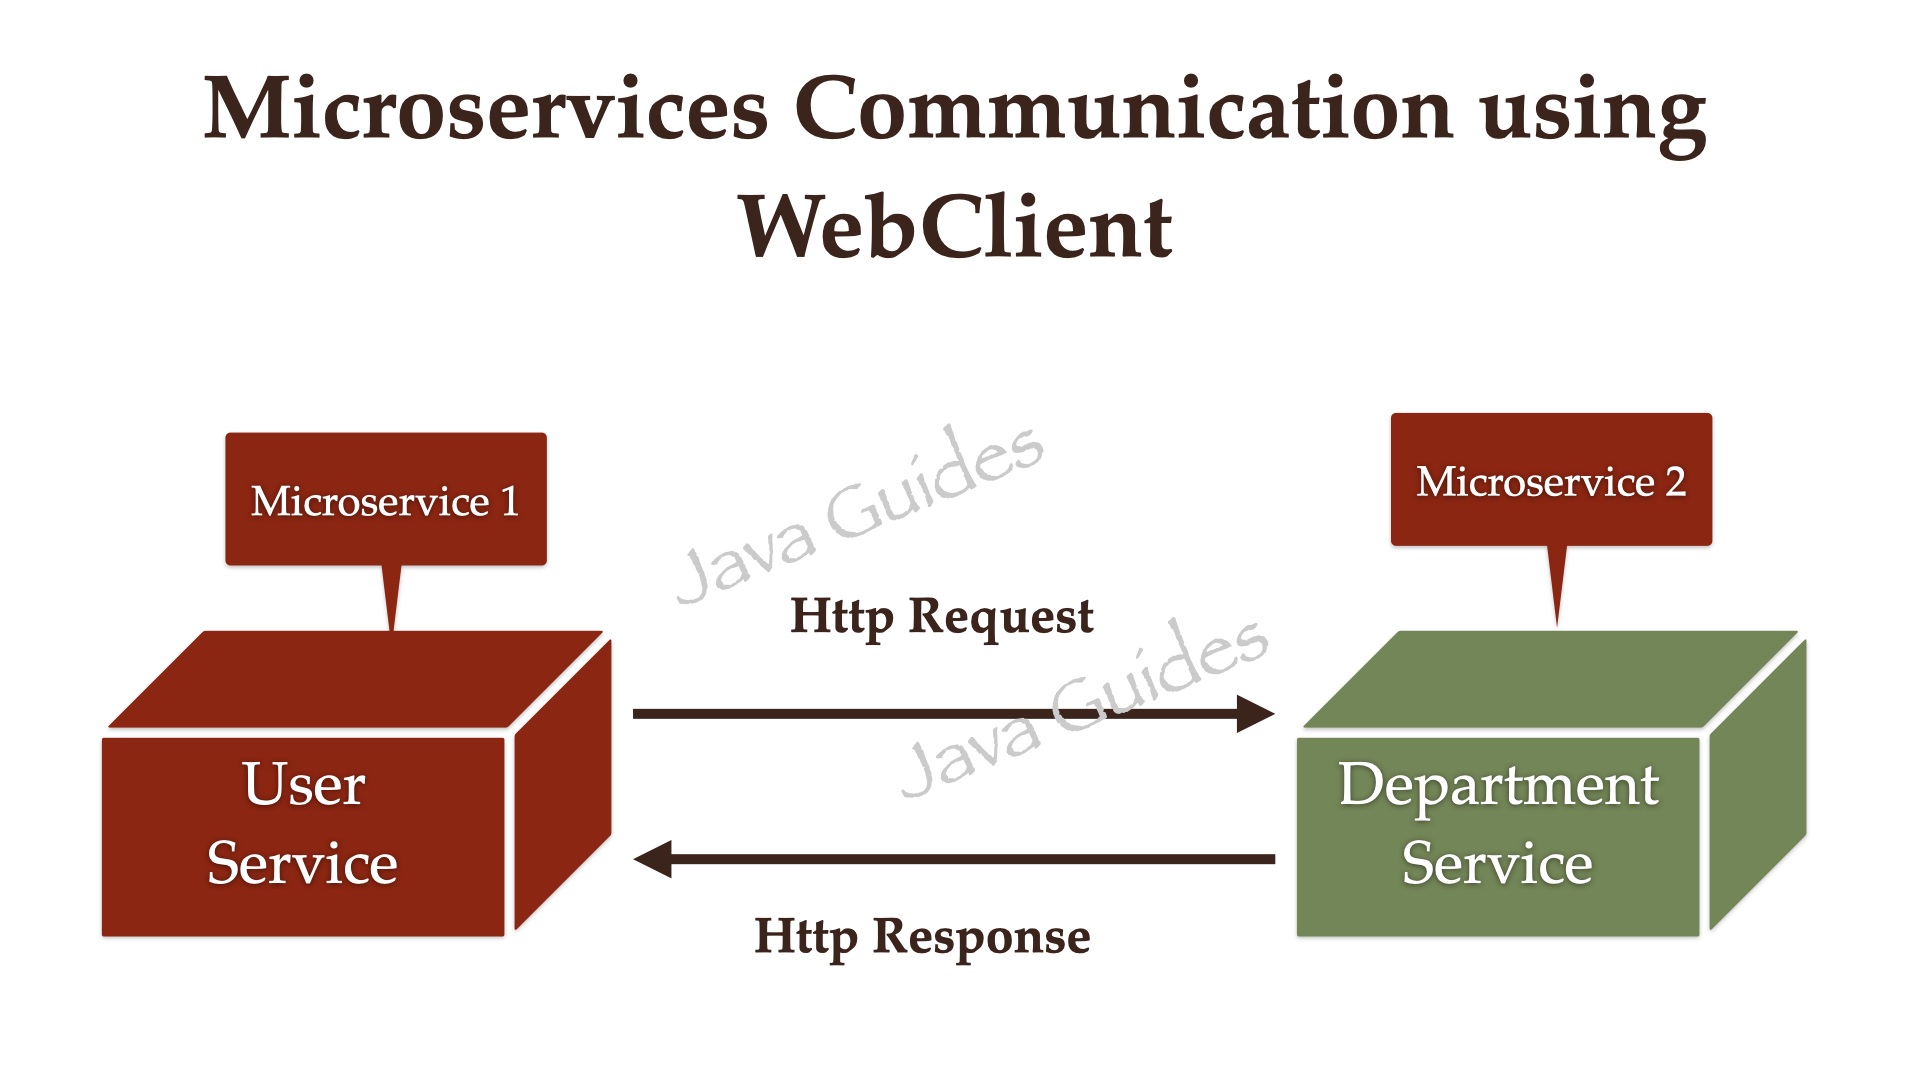 Microservices Communication using
WebClient
Microservice 1
Microservice 2
Java Guides
Http Request
Java Guides
User
Service
Department
Service
Http Response